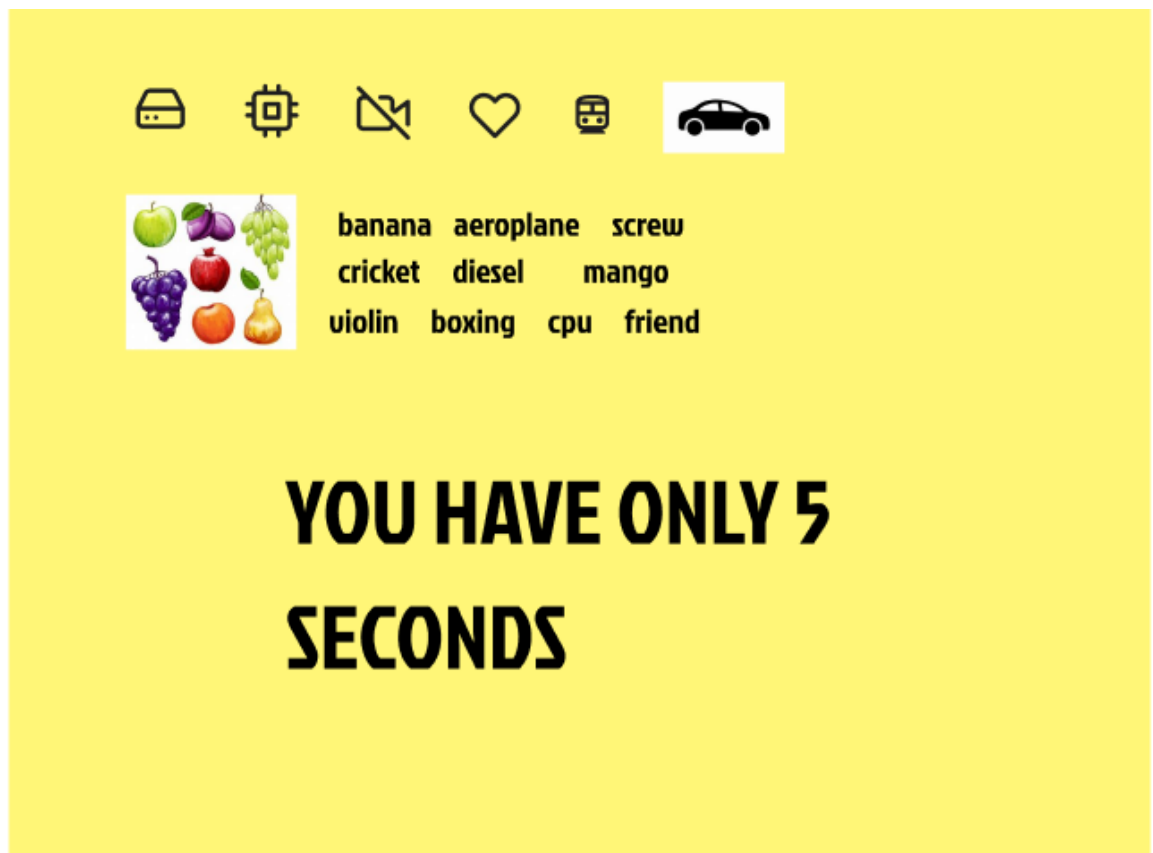 banana aeroplane screw
cricket diesel mango
violin boxing cpu friend
YOU HAVE ONLY 5
SECONDS